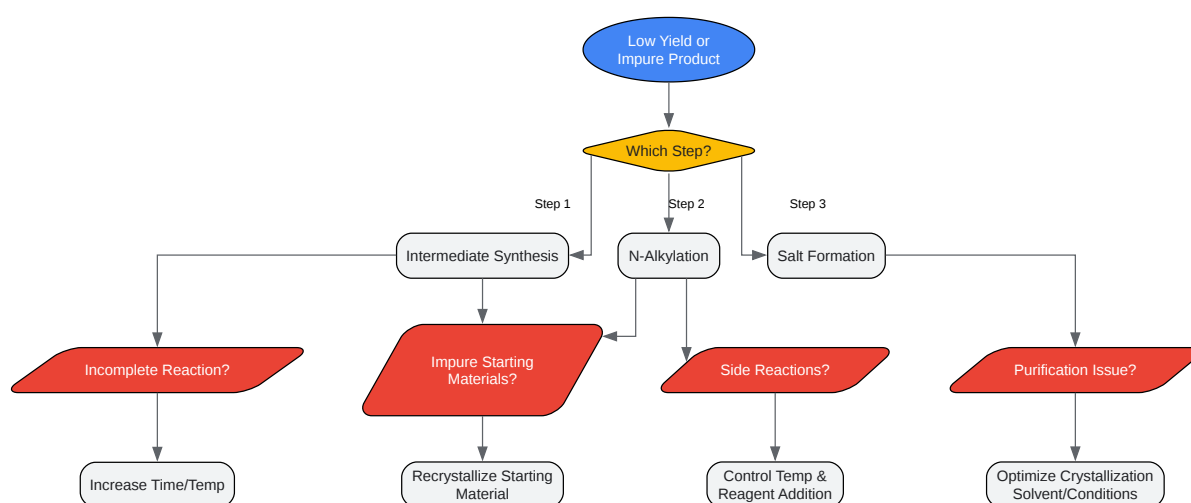 Low Yield or
Impure Product
Which Step?
Step 1
Step 2
Step 3
Intermediate Synthesis
N-Alkylation
Salt Formation
Incomplete Reaction?
Impure Starting
Materials?
Side Reactions?
Purification Issue?
Increase Time/Temp
Recrystallize Starting
Material
Control Temp &
Reagent Addition
Optimize Crystallization
Solvent/Conditions